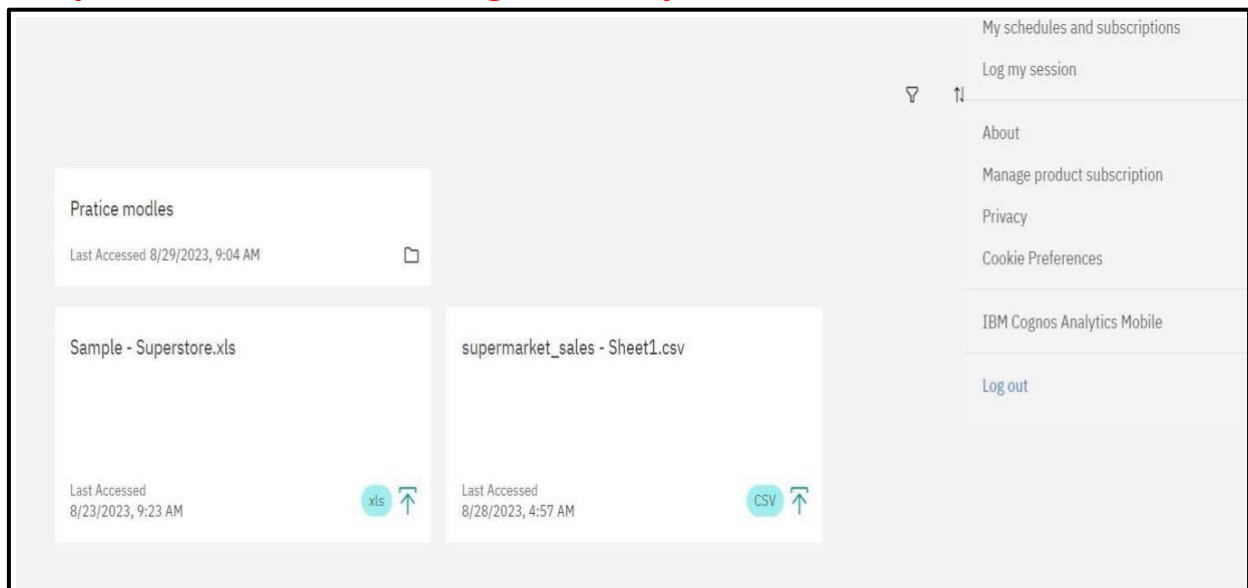 My schedules and subscriptions
Log my session
About
Manage product subscription
Privacy
Cookie Preferences
IBM Cognos Analytics Mobile
Log out
Pratice modles
Last Accessed 8/29/2023, 9:04 AM
Sample - Superstore.xls
Last Accessed
8/23/2023, 9:23 AM
xls
supermarket_sales - Sheet1.csv
Last Accessed
8/28/2023, 4:57 AM
CSV